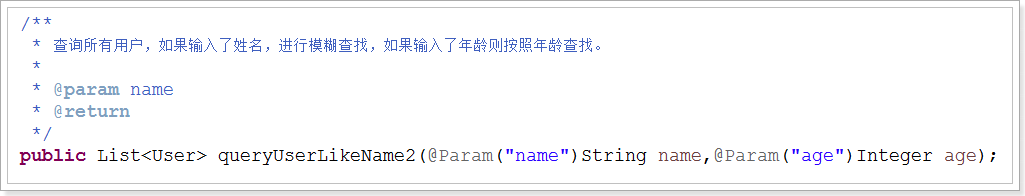 /**
* 查询所有用户，如果输入了姓名，进行模糊查找，如果输入了年龄则按照年龄查找。
*
* @param name
* @return
*/
public List<User> queryUserLikeName2(@Param("name")String name,@Param("age")Integer age);